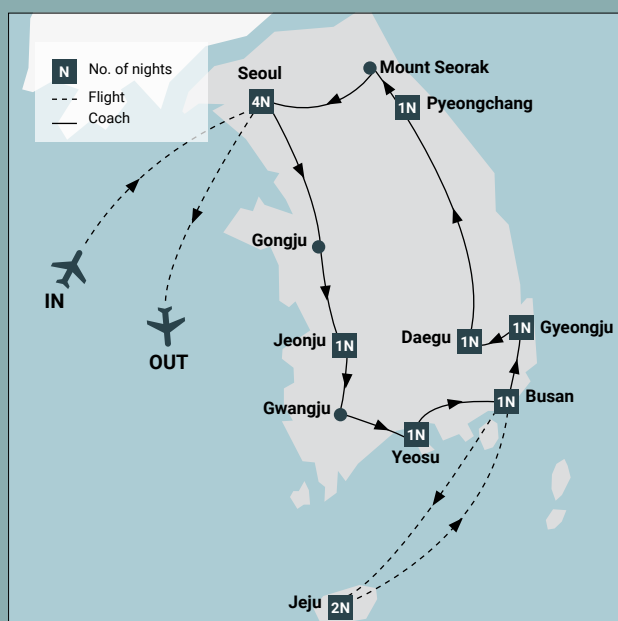 N No. of nights
Flight
Coach
Seoul
4N
Mount Seorak
1N Pyeongchang
Gongju
IN
OUT
Jeonju 1N
Daegu 1N
1N Gyeongju
Gwangju
1N Busan
1N
Yeosu
Jeju 2N